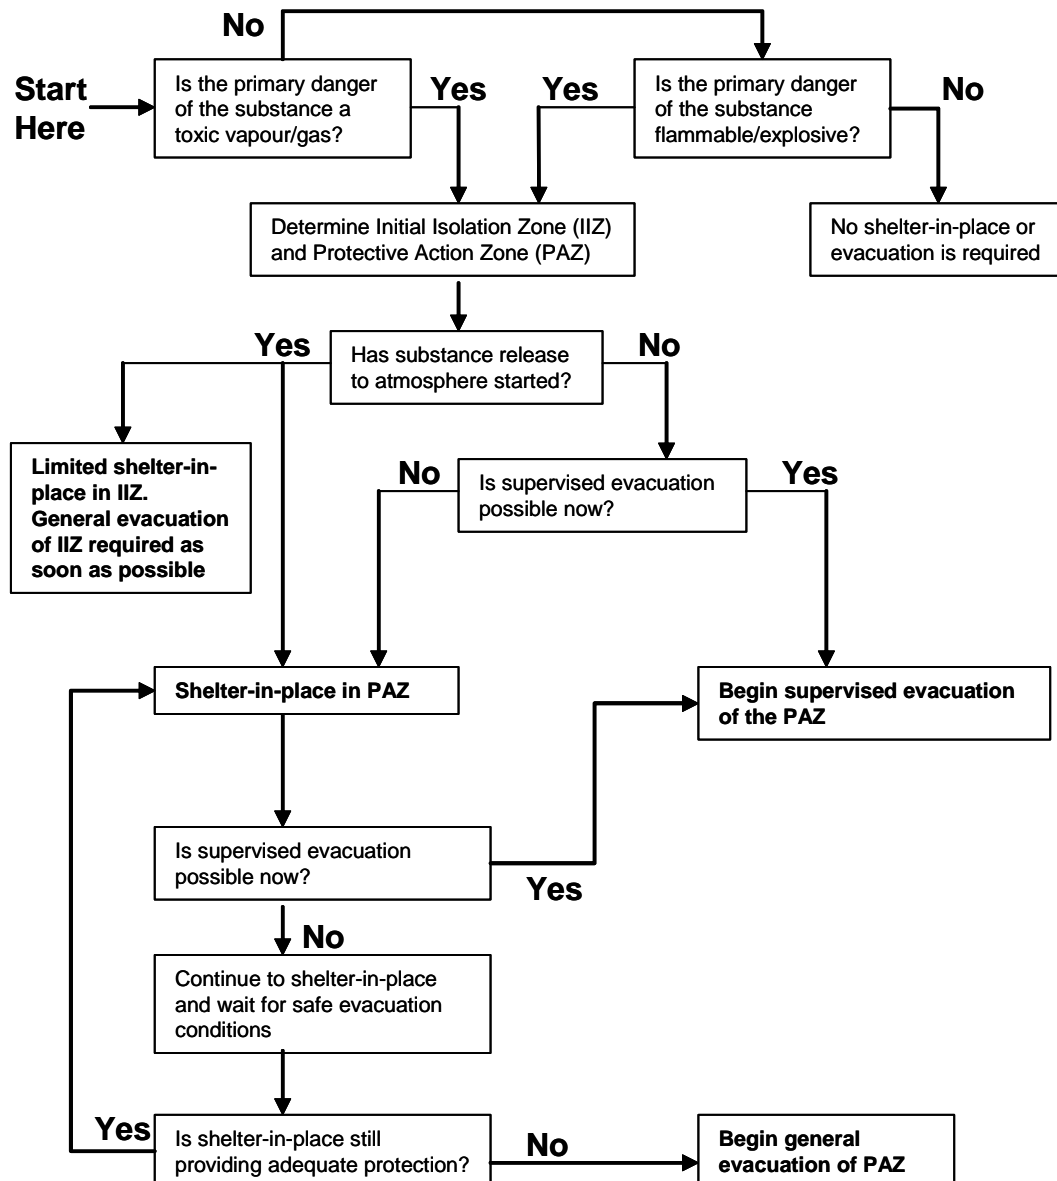 No
Start
Here
Is the primary danger
of the substance a
toxic vapour/gas?
Yes
Yes
Is the primary danger
of the substance
flammable/explosive?
No
Determine Initial Isolation Zone (IIZ)
and Protective Action Zone (PAZ)
No shelter-in-place or
evacuation is required
Yes
Has substance release
to atmosphere started?
No
Limited shelter-in-
place in IIZ.
General evacuation
of IIZ required as
soon as possible
No
Is supervised evacuation
possible now?
Yes
Shelter-in-place in PAZ
Begin supervised evacuation
of the PAZ
Is supervised evacuation
possible now?
Yes
No
Continue to shelter-in-place
and wait for safe evacuation
conditions
Yes
Is shelter-in-place still
providing adequate protection?
No
Begin general
evacuation of PAZ